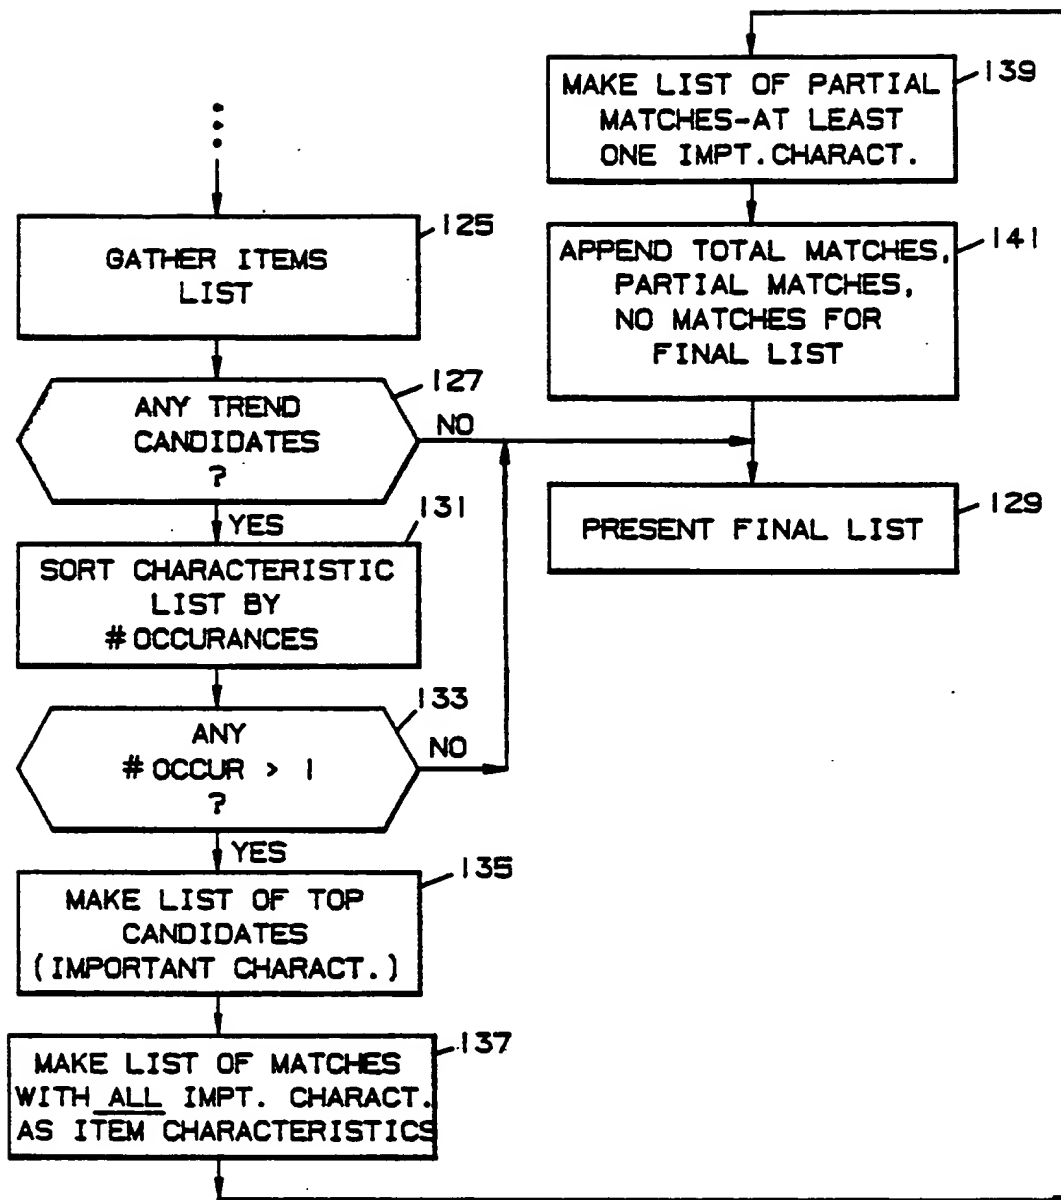 125
GATHER ITEMS
LIST
127
ANY TREND
CANDIDATES
?
NO
YES
131
SORT CHARACTERISTIC
LIST BY
# OCCURANCES
133
ANY
# OCCUR > 1
?
NO
YES
135
MAKE LIST OF TOP
CANDIDATES
(IMPORTANT CHARACT.)
137
MAKE LIST OF MATCHES
WITH ALL IMPT. CHARACT.
AS ITEM CHARACTERISTICS
139
MAKE LIST OF PARTIAL
MATCHES-AT LEAST
ONE IMPT.CHARACT.
141
APPEND TOTAL MATCHES,
PARTIAL MATCHES,
NO MATCHES FOR
FINAL LIST
129
PRESENT FINAL LIST